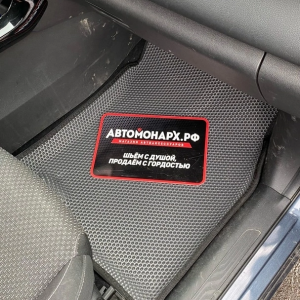 АВТОМОНАРХ.РФ
МАГАЗИН АВТОАКСЕССУАРОВ
ШЬЁМ С ДУШОЙ,
ПРОДАЁМ С ГОРДОСТЬЮ